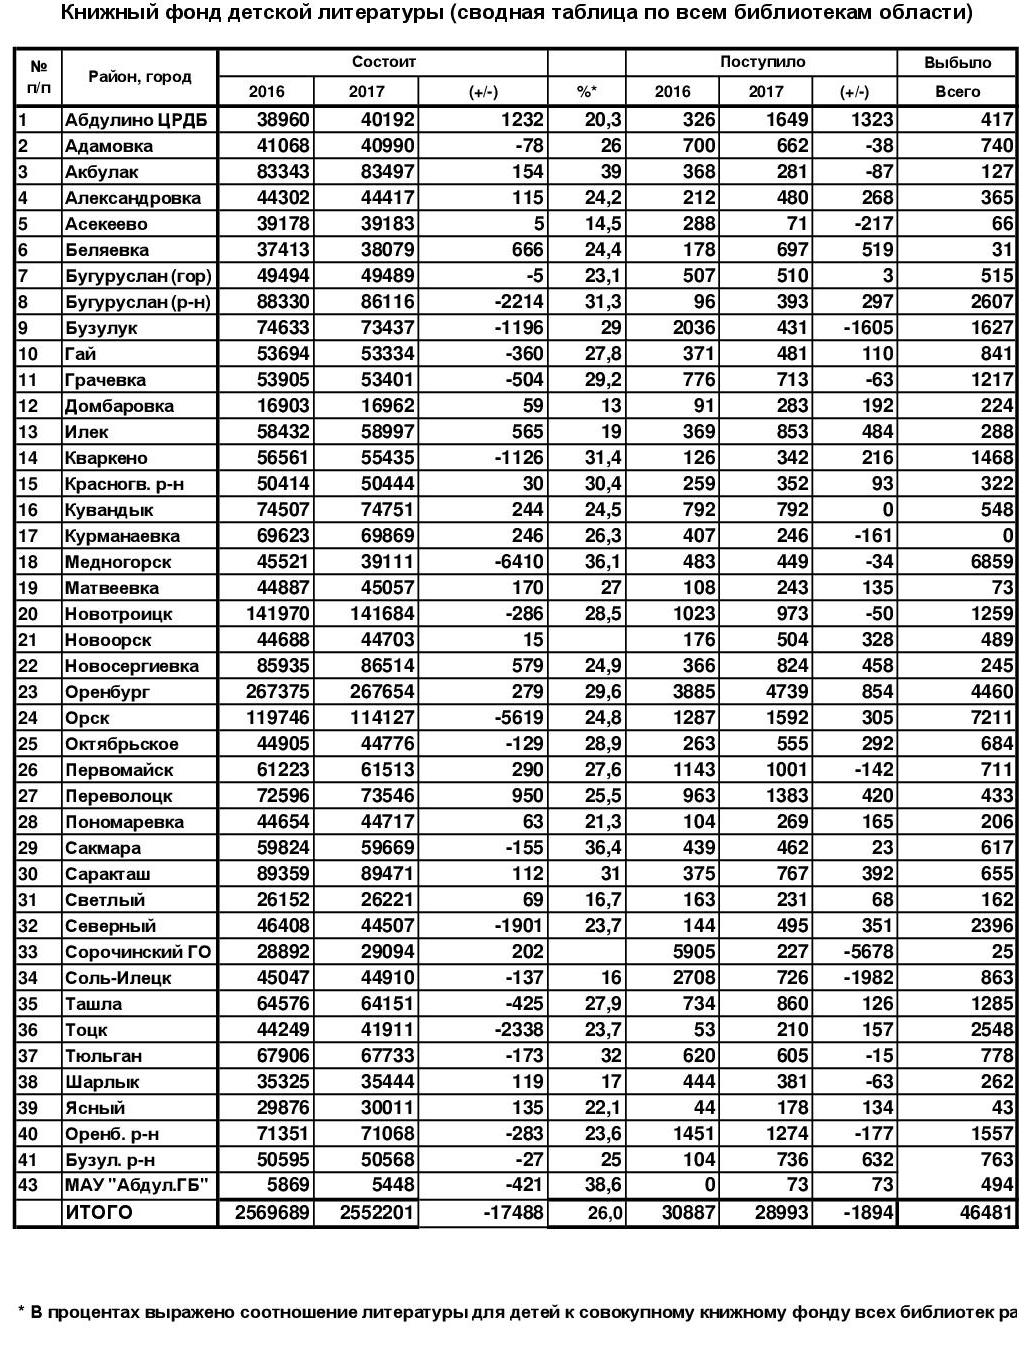 Книжный фонд детской литературы (сводная таблица по всем библиотекам области)
№ п/п Район, город Состоит Поступило Выбыло
2016 2017 (+/-) %* 2016 2017 (+/-) Всего
1 Абдулино ЦРДБ 38960 40192 1232 20,3 326 1649 1323 417
2 Адамовка 41068 40990 -78 26 700 662 -38 740
3 Акбулак 83343 83497 154 39 368 281 -87 127
4 Александровка 44302 44417 115 24,2 212 480 268 365
5 Асекеево 39178 39183 5 14,5 288 71 -217 66
6 Беляевка 37413 38079 666 24,4 178 697 519 31
7 Бугуруслан (гор) 49494 49489 -5 23,1 507 510 3 515
8 Бугуруслан (р-н) 88330 86116 -2214 31,3 96 393 297 2607
9 Бузулук 74633 73437 -1196 29 2036 431 -1605 1627
10 Гай 53694 53334 -360 27,8 371 481 110 841
11 Грачевка 53905 53401 -504 29,2 776 713 -63 1217
12 Домбаровка 16903 16962 59 13 91 283 192 224
13 Илек 58432 58997 565 19 369 853 484 288
14 Кваркено 56561 55435 -1126 31,4 126 342 216 1468
15 Красногв. р-н 50414 50444 30 30,4 259 352 93 322
16 Кувандык 74507 74751 244 24,5 792 792 0 548
17 Курманаевка 69623 69869 246 26,3 407 246 -161 0
18 Медногорск 45521 39111 -6410 36,1 483 449 -34 6859
19 Матвеевка 44887 45057 170 27 108 243 135 73
20 Новотроицк 141970 141684 -286 28,5 1023 973 -50 1259
21 Новоорск 44688 44703 15 176 504 328 489
22 Новосергиевка 85935 86514 579 24,9 366 824 458 245
23 Оренбург 267375 267654 279 29,6 3885 4739 854 4460
24 Орск 119746 114127 -5619 24,8 1287 1592 305 7211
25 Октябрьское 44905 44776 -129 28,9 263 555 292 684
26 Первомайск 61223 61513 290 27,6 1143 1001 -142 711
27 Переволоцк 72596 73546 950 25,5 963 1383 420 433
28 Пономаревка 44654 44717 63 21,3 104 269 165 206
29 Сакмара 59824 59669 -155 36,4 439 462 23 617
30 Саракташ 89359 89471 112 31 375 767 392 655
31 Светлый 26152 26221 69 16,7 163 231 68 162
32 Северный 46408 44507 -1901 23,7 144 495 351 2396
33 Сорочинский ГО 28892 29094 202 5905 227 -5678 25
34 Соль-Илецк 45047 44910 -137 16 2708 726 -1982 863
35 Ташла 64576 64151 -425 27,9 734 860 126 1285
36 Тоцк 44249 41911 -2338 23,7 53 210 157 2548
37 Тюльган 67906 67733 -173 32 620 605 -15 778
38 Шарлык 35325 35444 119 17 444 381 -63 262
39 Ясный 29876 30011 135 22,1 44 178 134 43
40 Оренб. р-н 71351 71068 -283 23,6 1451 1274 -177 1557
41 Бузул. р-н 50595 50568 -27 25 104 736 632 763
43 МАУ "Абдул.ГБ" 5869 5448 -421 38,6 0 73 73 494
ИТОГО 2569689 2552201 -17488 26,0 30887 28993 -1894 46481
* В процентах выражено соотношение литературы для детей к совокупному книжному фонду всех библиотек ра